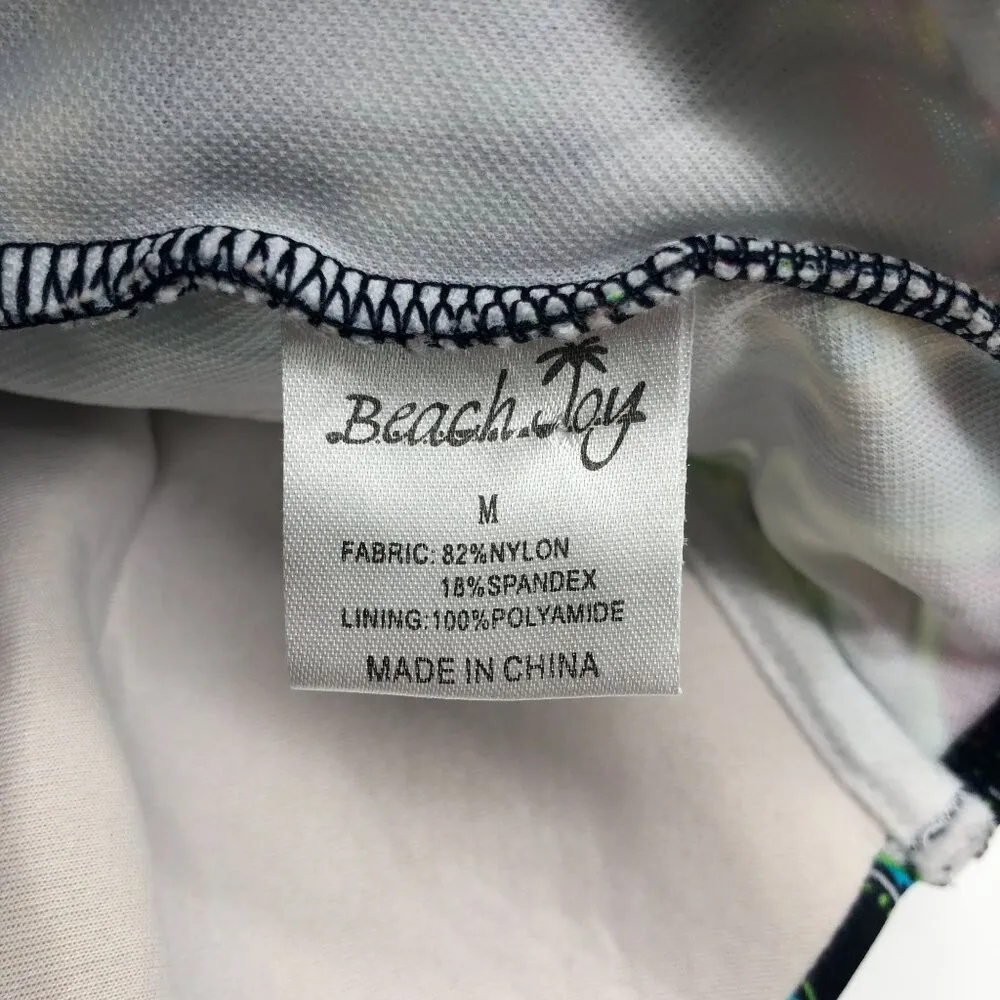 Beach Joy
M
FABRIC: 82%NYLON
18%SPANDEX
LINING:100%POLYAMIDE
MADE IN CHINA